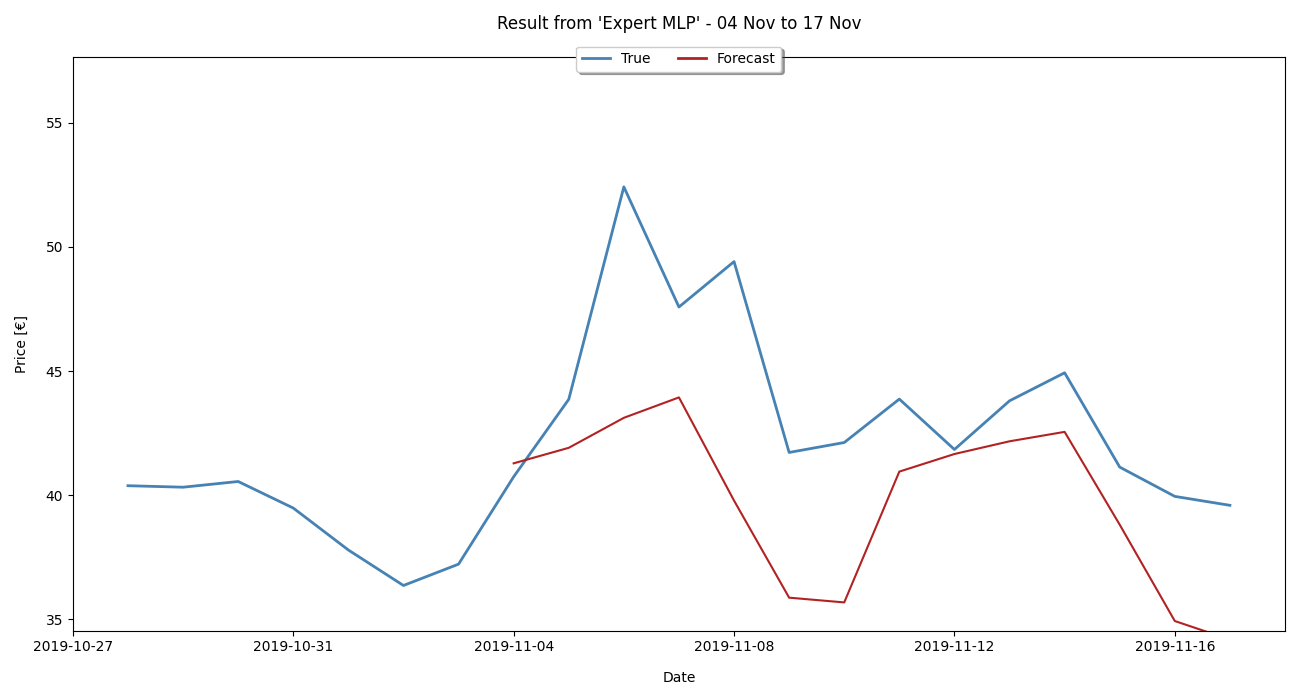 Result from 'Expert MLP' - 04 Nov to 17 Nov
True Forecast
55
50
45
40
35
Price [€]
2019-10-27 2019-10-31 2019-11-04 2019-11-08 2019-11-12 2019-11-16
Date